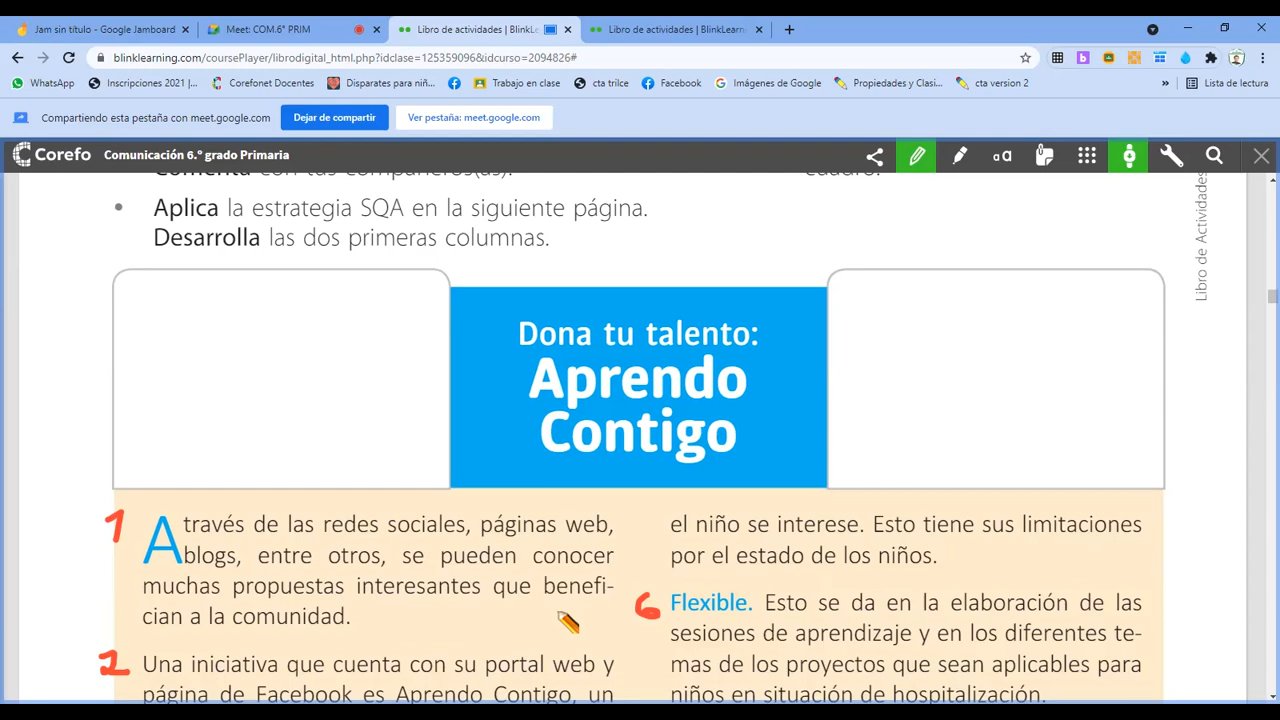 Jam sin título - Google Jamboard
Meet: COM.6° PRIM
Libro de actividades | BlinkLe
Libro de actividades | BlinkLearn
blinklearning.com/coursePlayer/librodigital_html.php?idclase=125359096&idcurso=2094826#
WhatsApp
Inscripciones 2021 |...
Corefonet Docentes
Disparates para niñ...
Trabajo en clase
cta trilce
Facebook
Imágenes de Google
Propiedades y Clasi...
cta version 2
»
Lista de lectura
Compartiendo esta pestaña con meet.google.com
Dejar de compartir
Ver pestaña: meet.google.com
Corefo
Comunicación 6.° grado Primaria
aa
cuadro.
• Aplica la estrategia SQA en la siguiente página.
Desarrolla las dos primeras columnas.
Libro de Actividades
Dona tu talento:
Aprendo
Contigo
1 A través de las redes sociales, páginas web,
blogs, entre otros, se pueden conocer
muchas propuestas interesantes que benefi-
cian a la comunidad.
2 Una iniciativa que cuenta con su portal web y
página de Facebook es Aprendo Contigo, un
el niño se interese. Esto tiene sus limitaciones
por el estado de los niños.
6 Flexible. Esto se da en la elaboración de las
sesiones de aprendizaje y en los diferentes te-
mas de los proyectos que sean aplicables para
niños en situación de hospitalización.